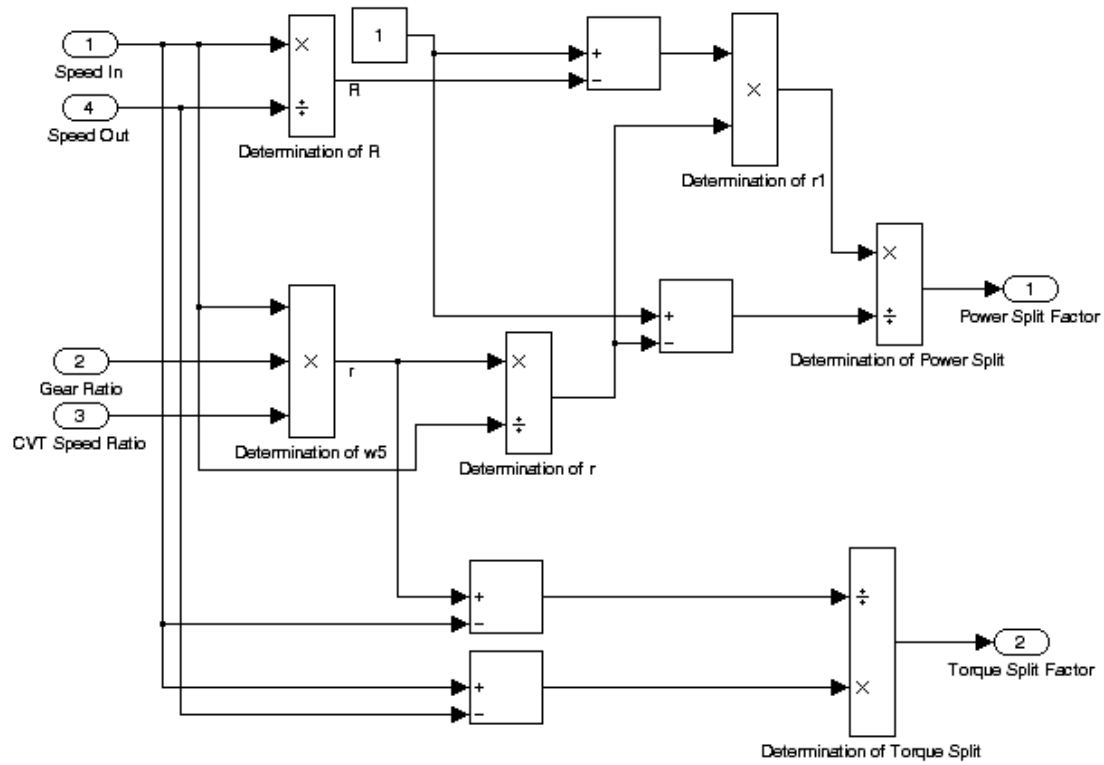 1
Speed In
4
Speed Out
×
÷
Determination of R
1
R
+
−
×
Determination of r1
2
Gear Ratio
3
CVT Speed Ratio
×
Determination of w5
r
×
÷
Determination of r
+
−
×
÷
Determination of Power Split
1
Power Split Factor
+
−
+
−
÷
×
Determination of Torque Split
2
Torque Split Factor